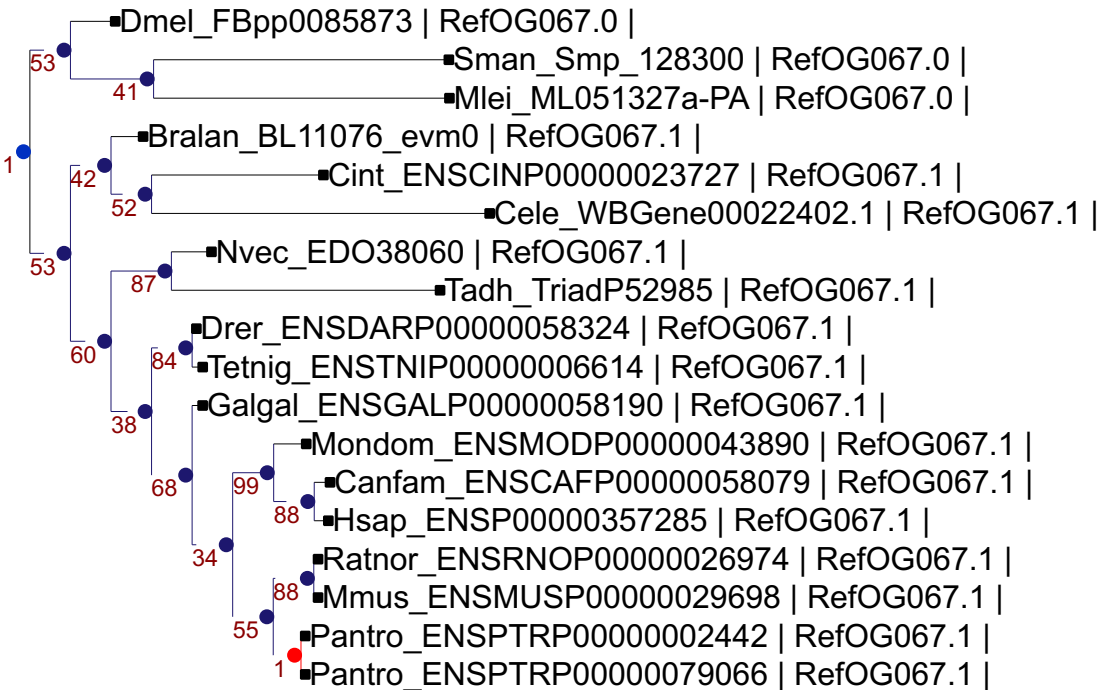 Dmel_FBpp0085873 | RefOG067.0 |
53
Sman_Smp_128300 | RefOG067.0 |
41
Mlei_ML051327a-PA | RefOG067.0 |
Bralan_BL11076_evm0 | RefOG067.1 |
1
42
Cint_ENSCINP00000023727 | RefOG067.1 |
52
Cele_WBGene00022402.1 | RefOG067.1 |
Nvec_EDO38060 | RefOG067.1 |
53
87
Tadh_TriadP52985 | RefOG067.1 |
Drer_ENSDARP00000058324 | RefOG067.1 |
60
84
Tetnig_ENSTNIP00000006614 | RefOG067.1 |
Galgal_ENSGALP00000058190 | RefOG067.1 |
38
Mondom_ENSMODP00000043890 | RefOG067.1 |
68
99
Canfam_ENSCAFP00000058079 | RefOG067.1 |
88
Hsap_ENSP00000357285 | RefOG067.1 |
34
Ratnor_ENSRNOP00000026974 | RefOG067.1 |
88
Mmus_ENSMUSP00000029698 | RefOG067.1 |
55
Pantro_ENSPTRP00000002442 | RefOG067.1 |
1
Pantro_ENSPTRP00000079066 | RefOG067.1 |